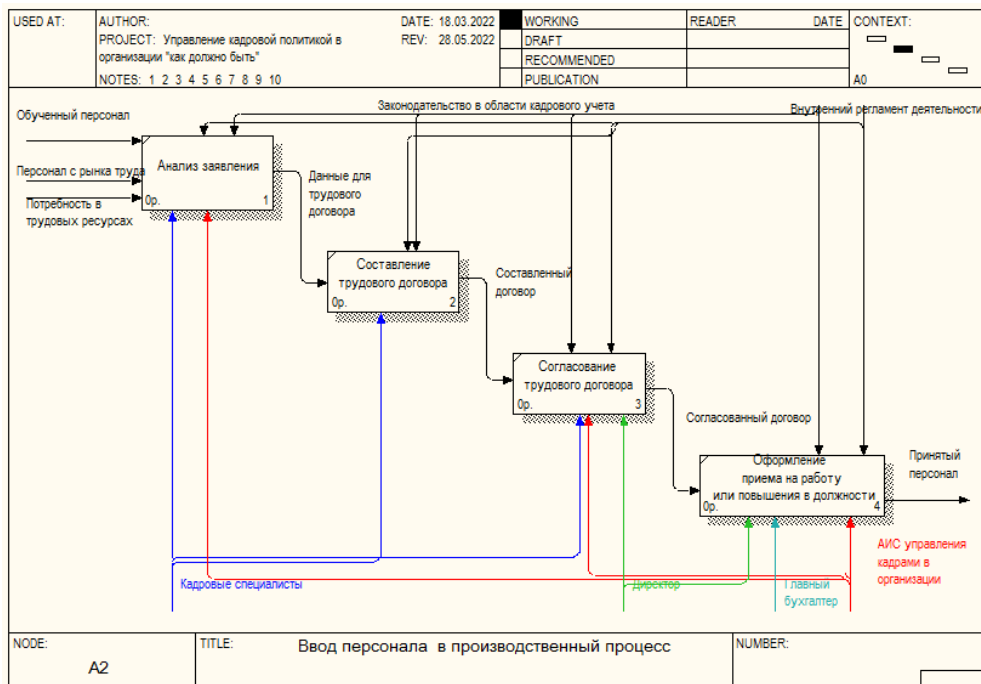 USED AT:
AUTHOR:
DATE: 18.03.2022
PROJECT: Управление кадровой политикой в
организации "как должно быть"
REV: 28.05.2022
NOTES: 1 2 3 4 5 6 7 8 9 10
WORKING
DRAFT
RECOMMENDED
PUBLICATION
READER
DATE
CONTEXT:
A0
Законодательство в области кадрового учета
Внутренний регламент деятельности
Обученный персонал
Персонал с рынка труда
Потребность в
трудовых ресурсах
Анализ заявления
0р.
1
Данные для
трудового
договора
Составление
трудового договора
0р.
2
Составленный
договор
Согласование
трудового договора
0р.
3
Согласованный договор
Оформление
приема на работу
или повышения в должности
0р.
4
Принятый
персонал
Кадровые специалисты
Директор
Главный
бухгалтер
АИС управления
кадрами в
организации
NODE:
A2
TITLE:
Ввод персонала в производственный процесс
NUMBER: